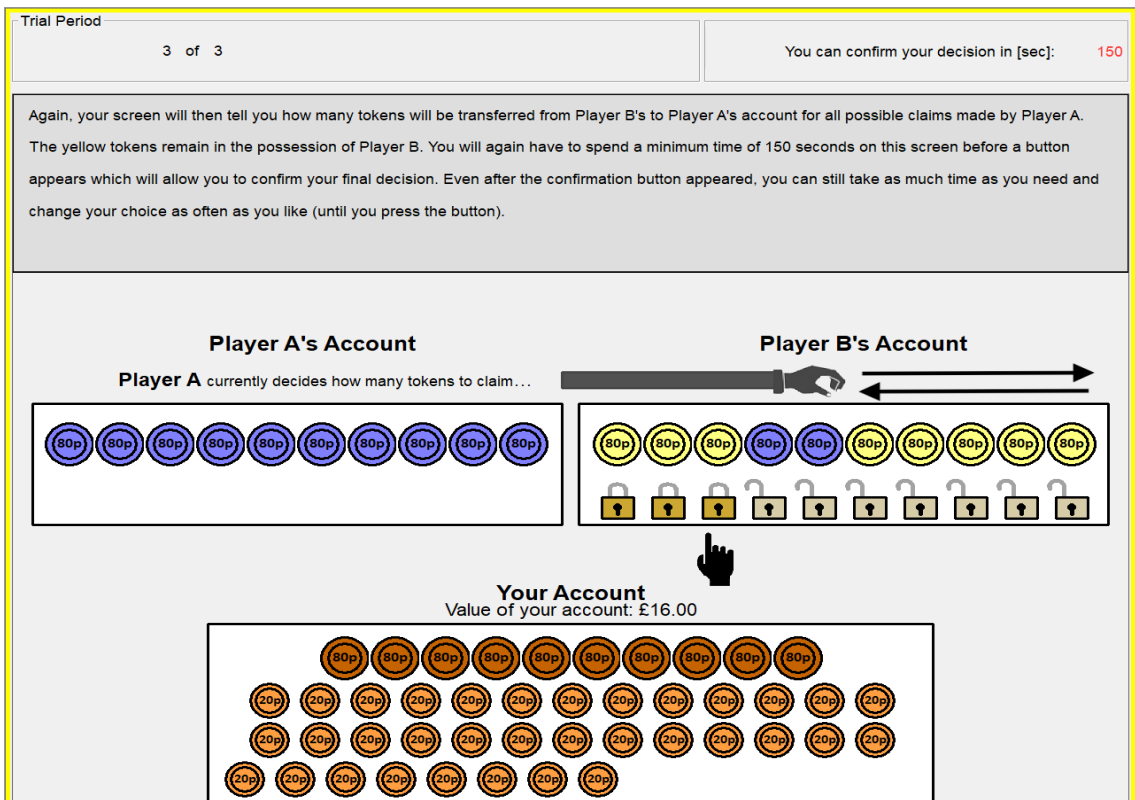 Trial Period
3 of 3
You can confirm your decision in [sec]: 150
Again, your screen will then tell you how many tokens will be transferred from Player B's to Player A's account for all possible claims made by Player A.
The yellow tokens remain in the possession of Player B. You will again have to spend a minimum time of 150 seconds on this screen before a button
appears which will allow you to confirm your final decision. Even after the confirmation button appeared, you can still take as much time as you need and
change your choice as often as you like (until you press the button).
Player A's Account
Player B's Account
Player A currently decides how many tokens to claim...
80p 80p 80p 80p 80p 80p 80p 80p 80p 80p
80p 80p 80p 80p 80p 80p 80p 80p 80p 80p
Your Account
Value of your account: £16.00
80p 80p 80p 80p 80p 80p 80p 80p 80p 80p
20p 20p 20p 20p 20p 20p 20p 20p 20p 20p 20p 20p 20p
20p 20p 20p 20p 20p 20p 20p 20p 20p 20p 20p 20p 20p
20p 20p 20p 20p 20p 20p 20p 20p